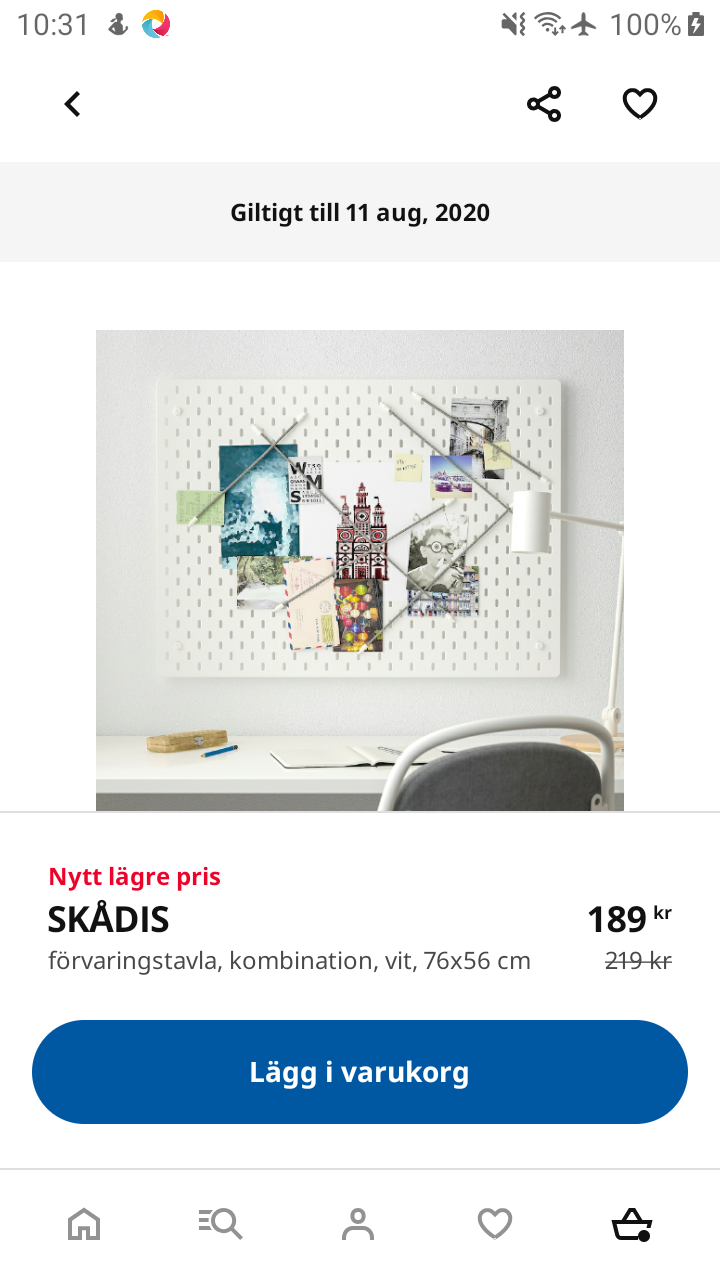 10:31
100%
Giltigt till 11 aug, 2020
Nytt lägre pris
SKÅDIS
189 kr
förvaringstavla, kombination, vit, 76x56 cm
219 kr
Lägg i varukorg